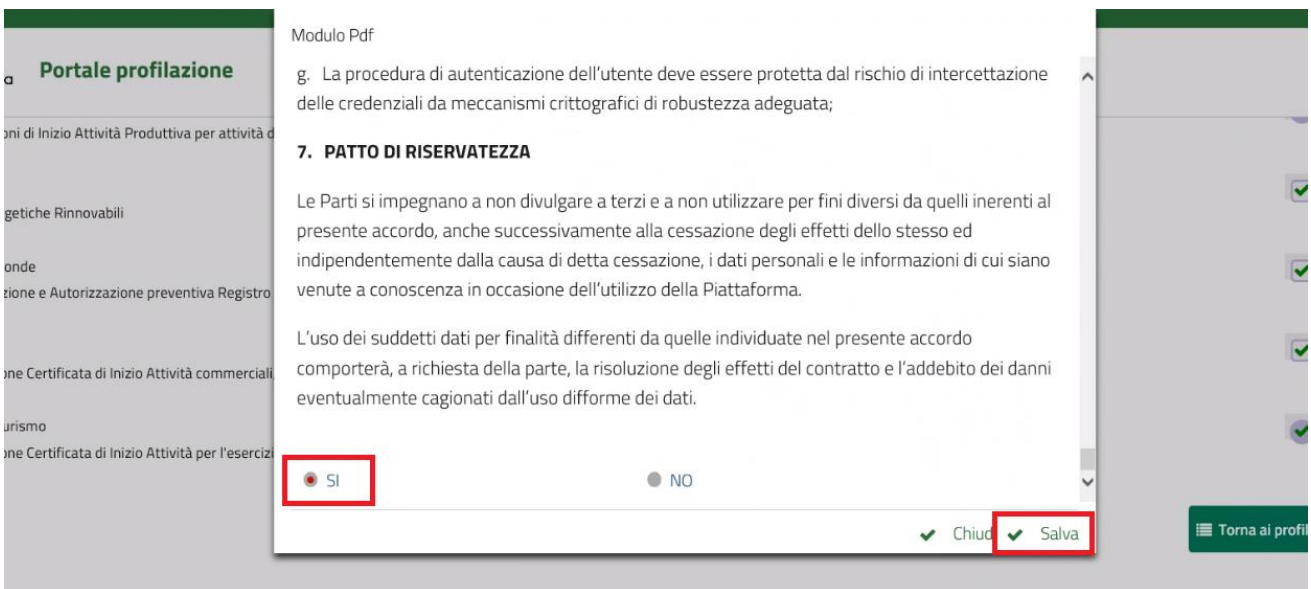 Modulo Pdf
Portale profilazione
g. La procedura di autenticazione dell'utente deve essere protetta dal rischio di intercettazione
delle credenziali da meccanismi crittografici di robustezza adeguata;
oni di Inizio Attività Produttiva per attività d
7. PATTO DI RISERVATEZZA
Le Parti si impegnano a non divulgare a terzi e a non utilizzare per fini diversi da quelli inerenti al
getiche Rinnovabili
presente accordo, anche successivamente alla cessazione degli effetti dello stesso ed
indipendentemente dalla causa di detta cessazione, i dati personali e le informazioni di cui siano
onde
venute a conoscenza in occasione dell'utilizzo della Piattaforma.
zione e Autorizzazione preventiva Registro
L'uso dei suddetti dati per finalità differenti da quelle individuate nel presente accordo
comporterà, a richiesta della parte, la risoluzione degli effetti del contratto e l'addebito dei danni
one Certificata di Inizio Attività commerciali,
eventualmente cagionati dall'uso difforme dei dati.
urismo
one Certificata di Inizio Attività per l'esercizi
SI
NO
Chiud
Salva
Torna ai profil